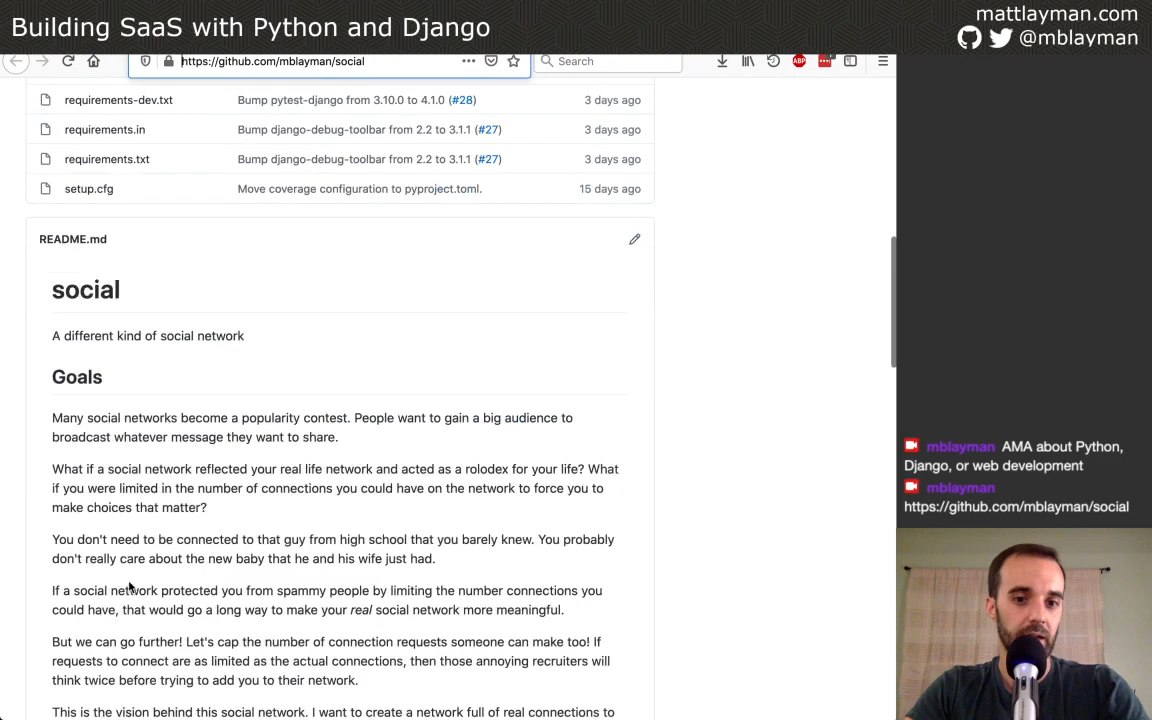 Building SaaS with Python and Django
mattlayman.com
@mblayman
https://github.com/mblayman/social
Search
ABP
requirements-dev.txt Bump pytest-django from 3.10.0 to 4.1.0 (#28) 3 days ago
requirements.in Bump django-debug-toolbar from 2.2 to 3.1.1 (#27) 3 days ago
requirements.txt Bump django-debug-toolbar from 2.2 to 3.1.1 (#27) 3 days ago
setup.cfg Move coverage configuration to pyproject.toml. 15 days ago
README.md
social
A different kind of social network
Goals
Many social networks become a popularity contest. People want to gain a big audience to
broadcast whatever message they want to share.
What if a social network reflected your real life network and acted as a rolodex for your life? What
if you were limited in the number of connections you could have on the network to force you to
make choices that matter?
You don't need to be connected to that guy from high school that you barely knew. You probably
don't really care about the new baby that he and his wife just had.
If a social network protected you from spammy people by limiting the number connections you
could have, that would go a long way to make your real social network more meaningful.
But we can go further! Let's cap the number of connection requests someone can make too! If
requests to connect are as limited as the actual connections, then those annoying recruiters will
think twice before trying to add you to their network.
This is the vision behind this social network. I want to create a network full of real connections to
mblayman AMA about Python,
Django, or web development
mblayman
https://github.com/mblayman/social